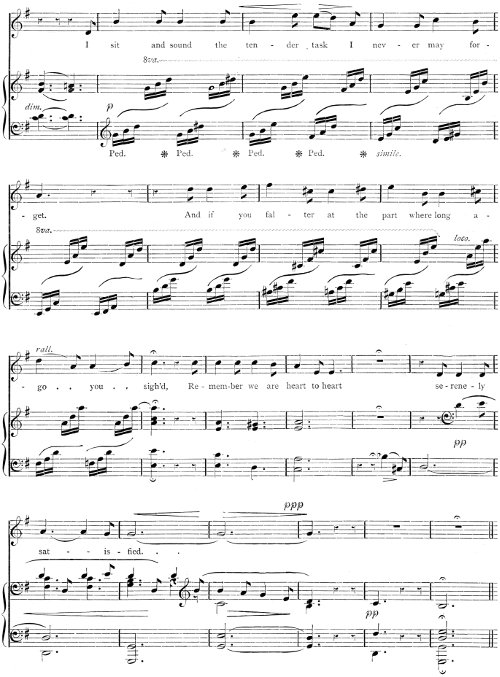 I sit and sound the ten - der task I nev - er may for-
8va.
dim.
p
Ped. * Ped. * Ped. * Ped. * simile.
- get. And if you fal - ter at the part where long a -
8va.
loco.
rall.
go . . you . . sigh'd, Re - mem - ber we are heart to heart se - rene - ly
pp
ppp
sat - - is - fied. . .
pp